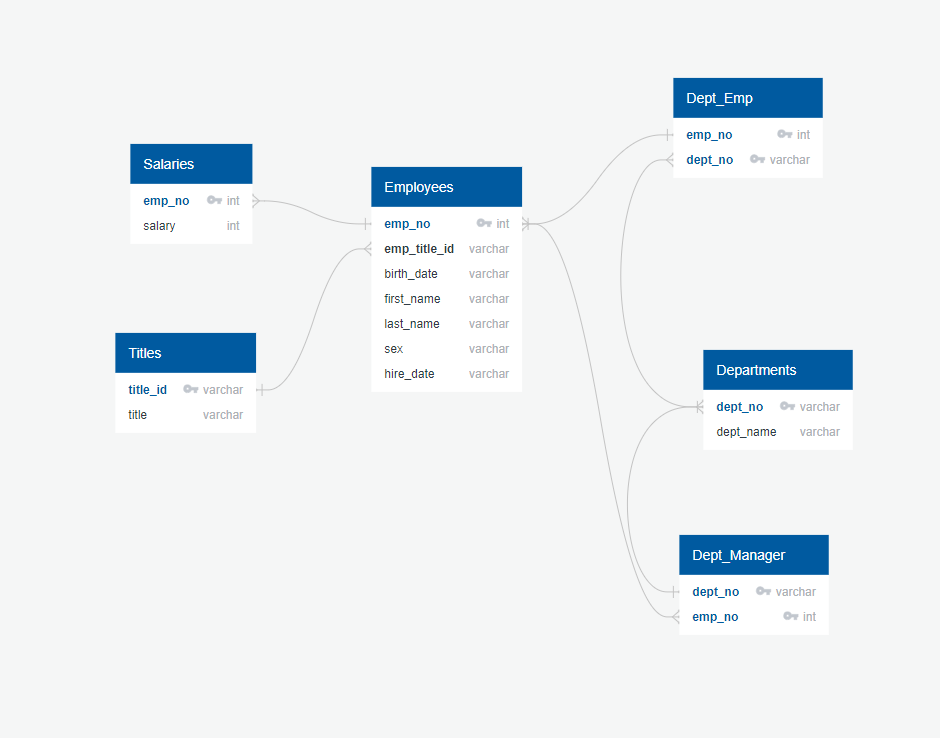 Salaries
emp_no int
salary int
Titles
title_id varchar
title varchar
Employees
emp_no int
emp_title_id varchar
birth_date varchar
first_name varchar
last_name varchar
sex varchar
hire_date varchar
Dept_Emp
emp_no int
dept_no varchar
Departments
dept_no varchar
dept_name varchar
Dept_Manager
dept_no varchar
emp_no int